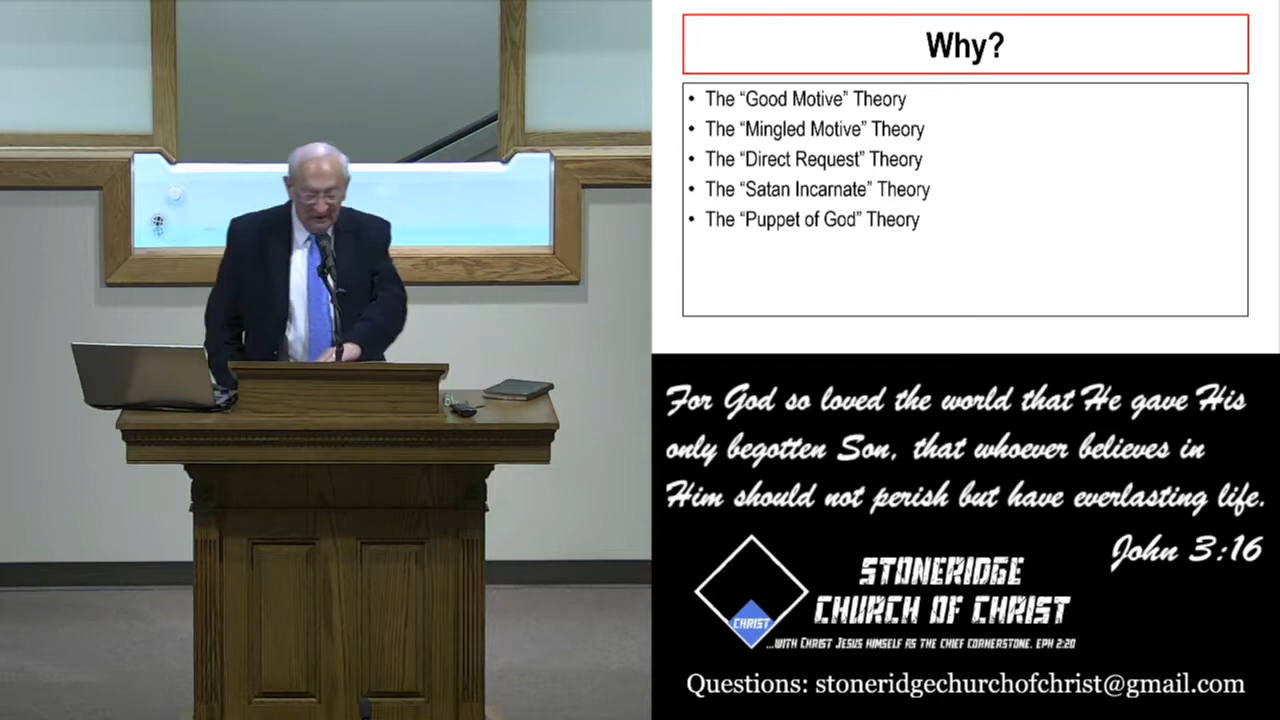 Why?
• The “Good Motive” Theory
• The “Mingled Motive” Theory
• The “Direct Request” Theory
• The “Satan Incarnate” Theory
• The “Puppet of God” Theory
For God so loved the world that He gave His
only begotten Son, that whoever believes in
Him should not perish but have everlasting life.
John 3:16
CHRIST
STONERIDGE
CHURCH OF CHRIST
...WITH CHRIST JESUS HIMSELF AS THE CHIEF CORNERSTONE. EPH 2:20
Questions: stoneridgechurchofchrist@gmail.com